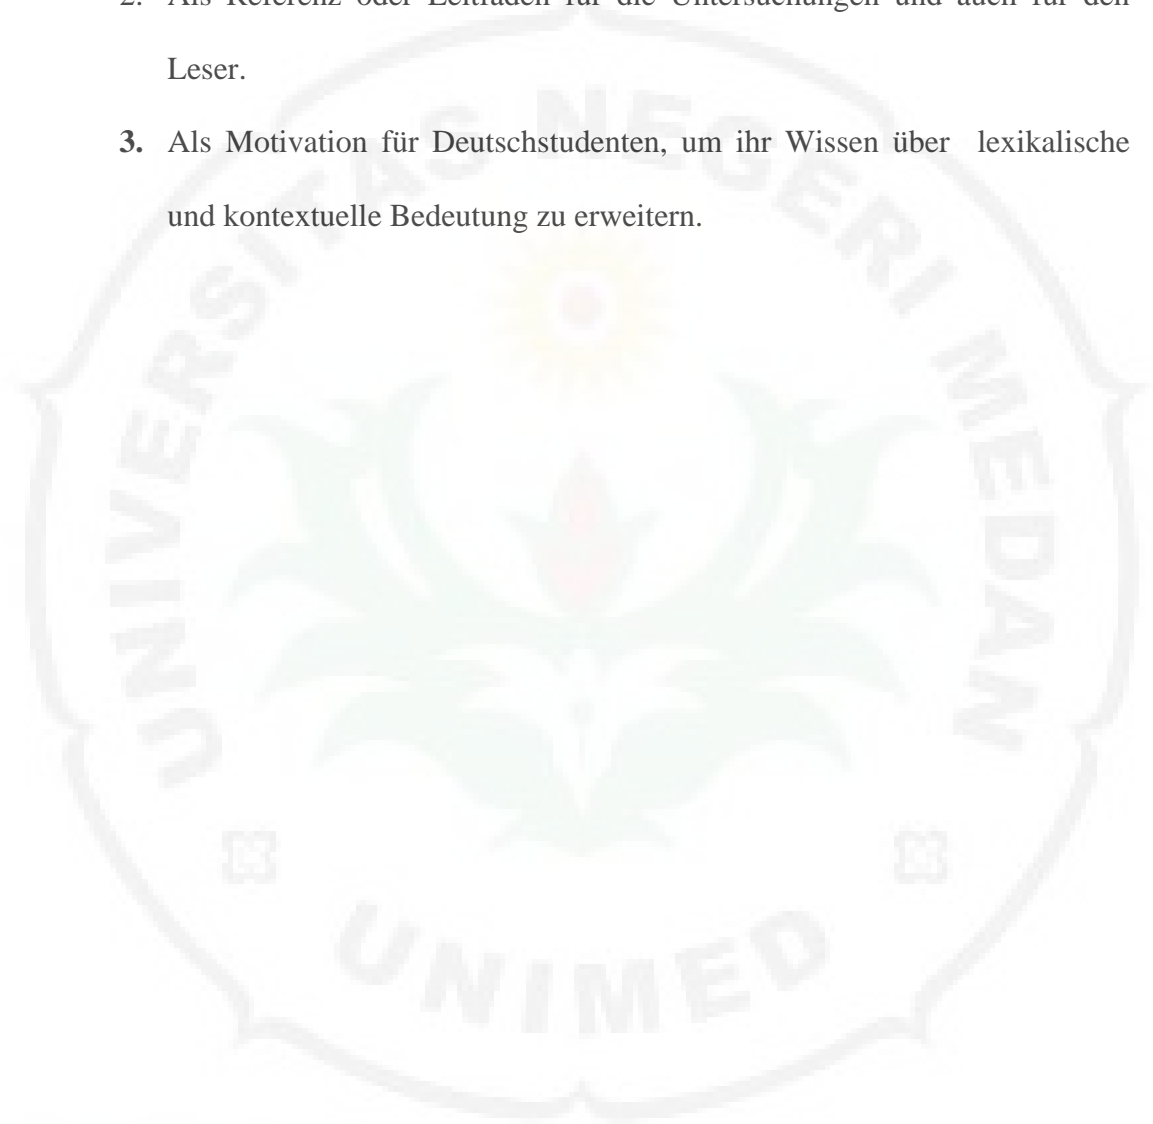 2. Als Referenz oder Leitfaden für die Untersuchungen und auch für den
Leser.
3. Als Motivation für Deutschstudenten, um ihr Wissen über lexikalische
und kontextuelle Bedeutung zu erweitern.
UNIVERSITAS NEGERI MEDAN
UNIMED